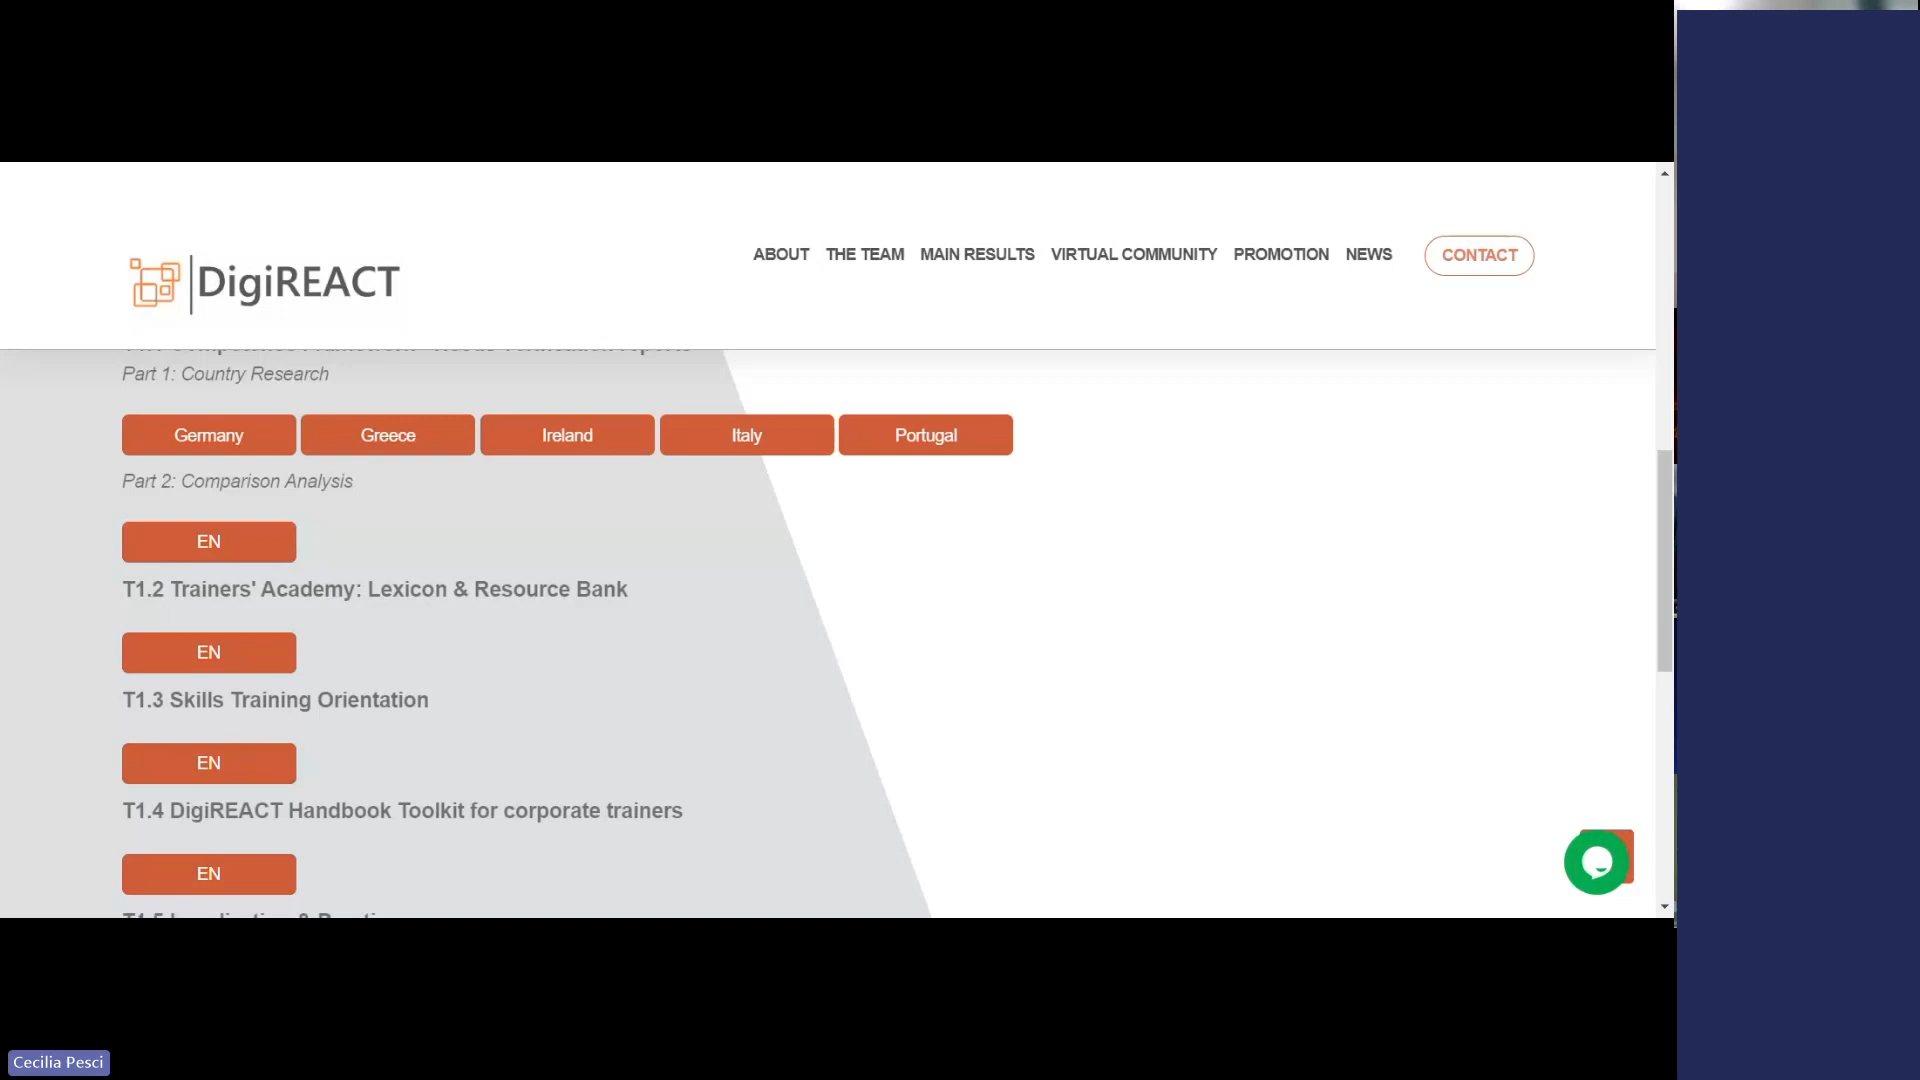 DigiREACT
ABOUT THE TEAM MAIN RESULTS VIRTUAL COMMUNITY PROMOTION NEWS CONTACT
Part 1: Country Research
Germany Greece Ireland Italy Portugal
Part 2: Comparison Analysis
EN
T1.2 Trainers' Academy: Lexicon & Resource Bank
EN
T1.3 Skills Training Orientation
EN
T1.4 DigiREACT Handbook Toolkit for corporate trainers
EN
Cecilia Pesci